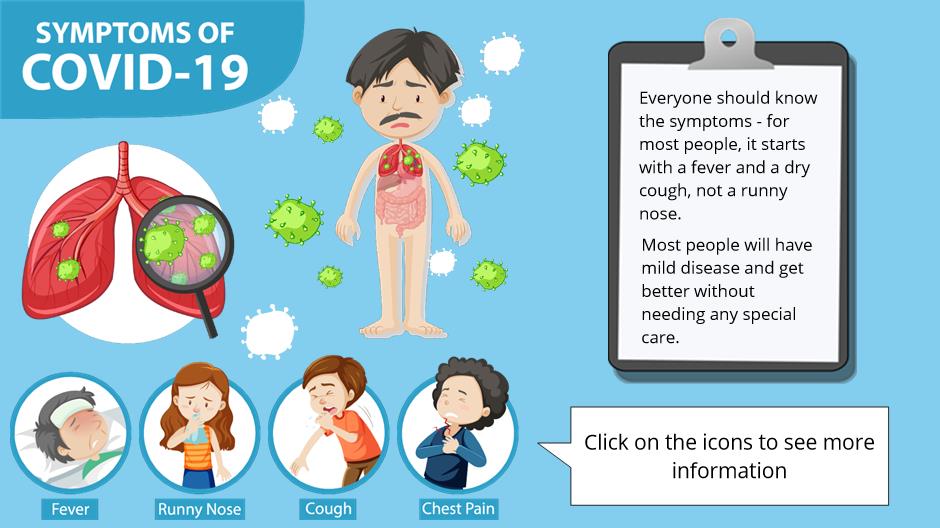 SYMPTOMS OF
COVID-19
Everyone should know
the symptoms - for
most people, it starts
with a fever and a dry
cough, not a runny
nose.
Most people will have
mild disease and get
better without
needing any special
care.
Fever
Runny Nose
Cough
Chest Pain
Click on the icons to see more
information